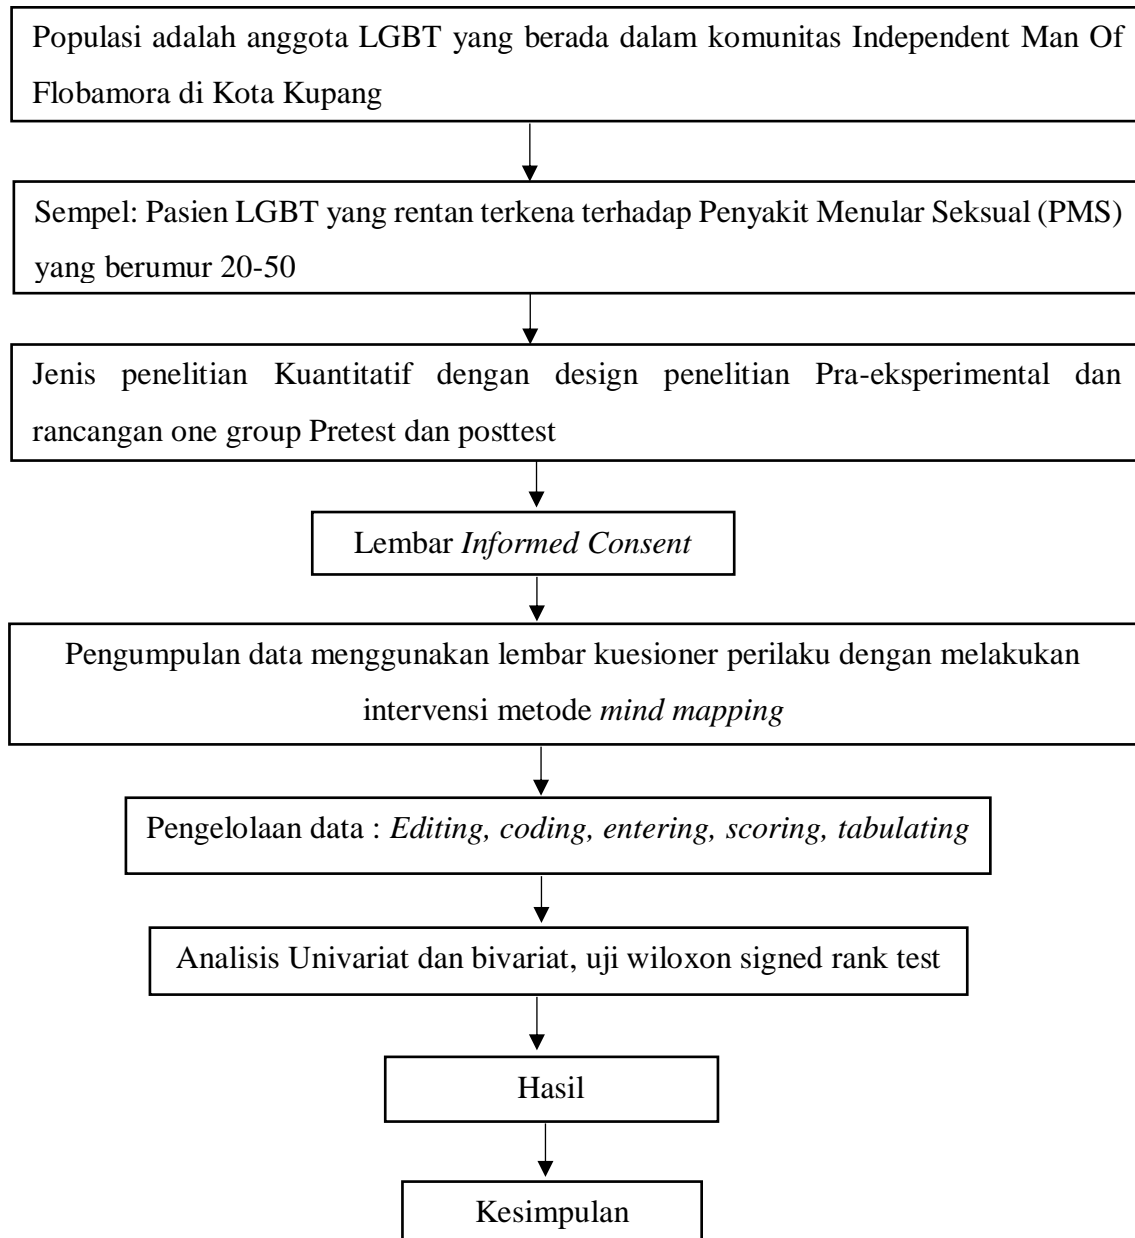 Populasi adalah anggota LGBT yang berada dalam komunitas Independent Man Of
Flobamora di Kota Kupang
Sempel: Pasien LGBT yang rentan terkena terhadap Penyakit Menular Seksual (PMS)
yang berumur 20-50
Jenis penelitian Kuantitatif dengan design penelitian Pra-eksperimental dan
rancangan one group Pretest dan posttest
Lembar Informed Consent
Pengumpulan data menggunakan lembar kuesioner perilaku dengan melakukan
intervensi metode mind mapping
Pengelolaan data : Editing, coding, entering, scoring, tabulating
Analisis Univariat dan bivariat, uji wiloxon signed rank test
Hasil
Kesimpulan